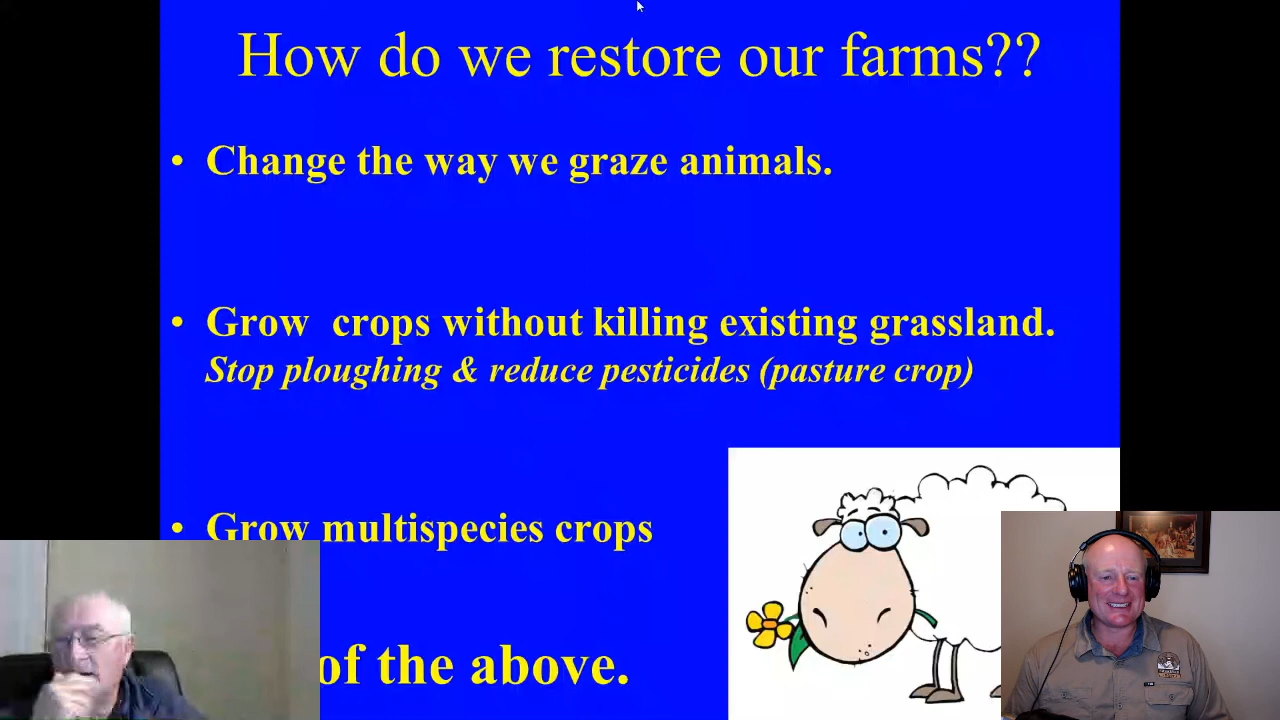 How do we restore our farms??
• Change the way we graze animals.
• Grow  crops without killing existing grassland.
Stop ploughing & reduce pesticides (pasture crop)
• Grow multispecies crops
of the above.